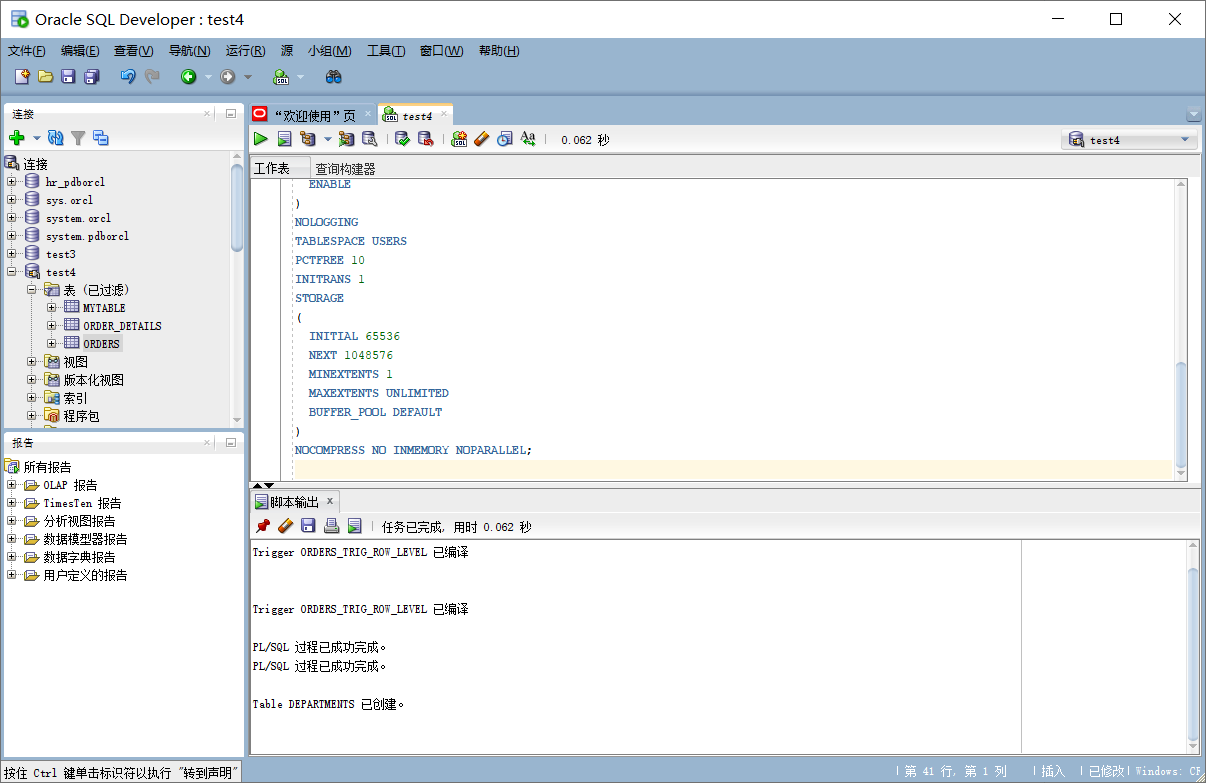 Oracle SQL Developer : test4
文件(F) 编辑(E) 查看(V) 导航(N) 运行(R) 源 小组(M) 工具(T) 窗口(W) 帮助(H)
连接
连接
hr_pdborcl
sys.orcl
system.orcl
system.pdborcl
test3
test4
表 (已过滤)
MYTABLE
ORDER_DETAILS
ORDERS
视图
版本化视图
索引
程序包
报告
所有报告
OLAP 报告
TimesTen 报告
分析视图报告
数据模型器报告
数据字典报告
用户定义的报告
“欢迎使用”页 test4
0.062 秒
test4
工作表 查询构建器
ENABLE
)
NOLOGGING
TABLESPACE USERS
PCTFREE 10
INITRANS 1
STORAGE
(
INITIAL 65536
NEXT 1048576
MINEXTENTS 1
MAXEXTENTS UNLIMITED
BUFFER_POOL DEFAULT
)
NOCOMPRESS NO INMEMORY NOPARALLEL;
脚本输出
任务已完成, 用时 0.062 秒
Trigger ORDERS_TRIG_ROW_LEVEL 已编译
Trigger ORDERS_TRIG_ROW_LEVEL 已编译
PL/SQL 过程已成功完成。
PL/SQL 过程已成功完成。
Table DEPARTMENTS 已创建。
按住 Ctrl 键单击标识符以执行 "转到声明"
第 41 行, 第 1 列 插入 已修改 Windows: CF